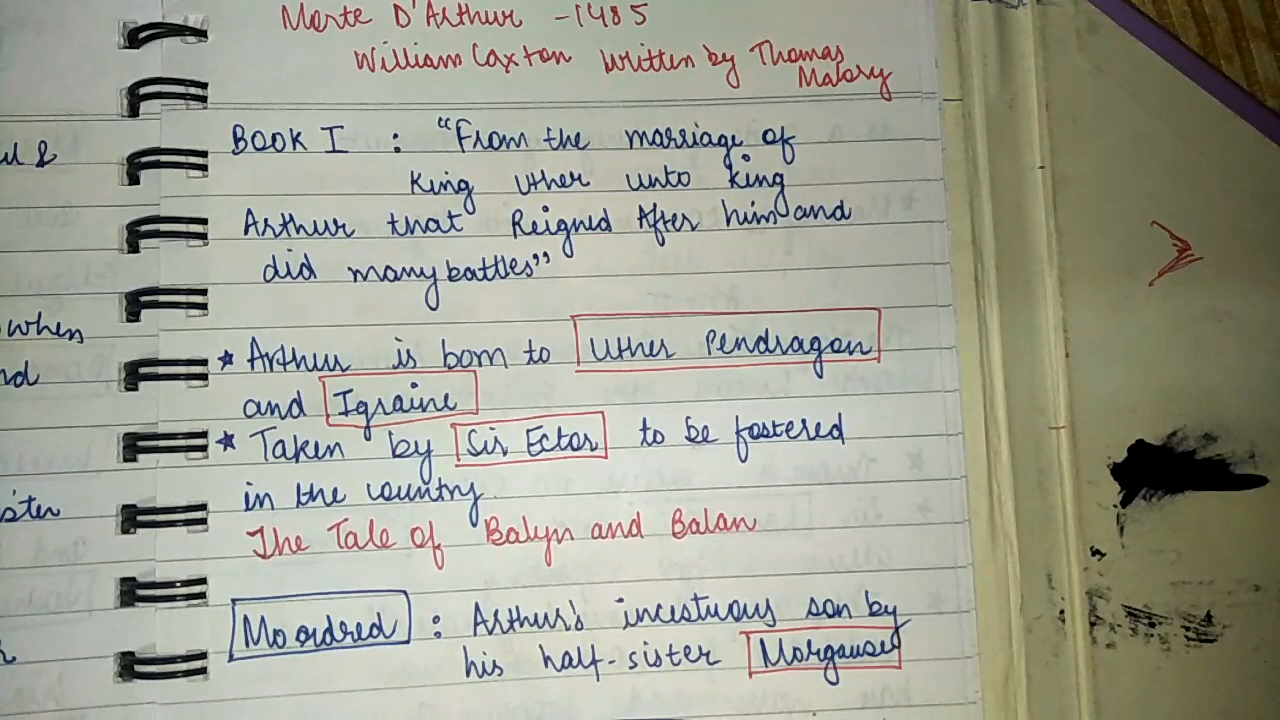 Morte D'Arthur - 1485
William Caxton written by Thomas
Malory
BOOK I : "From the marriage of
King Uther unto King
Arthur that Reigned After him and
did many battles"
* Arthur is born to Uther Pendragon
and Igraine
* Taken by Sir Ector to be fostered
in the country.
The Tale of Balyn and Balan
Moordred : Arthur's incestuous son by
his half-sister Morgause
when